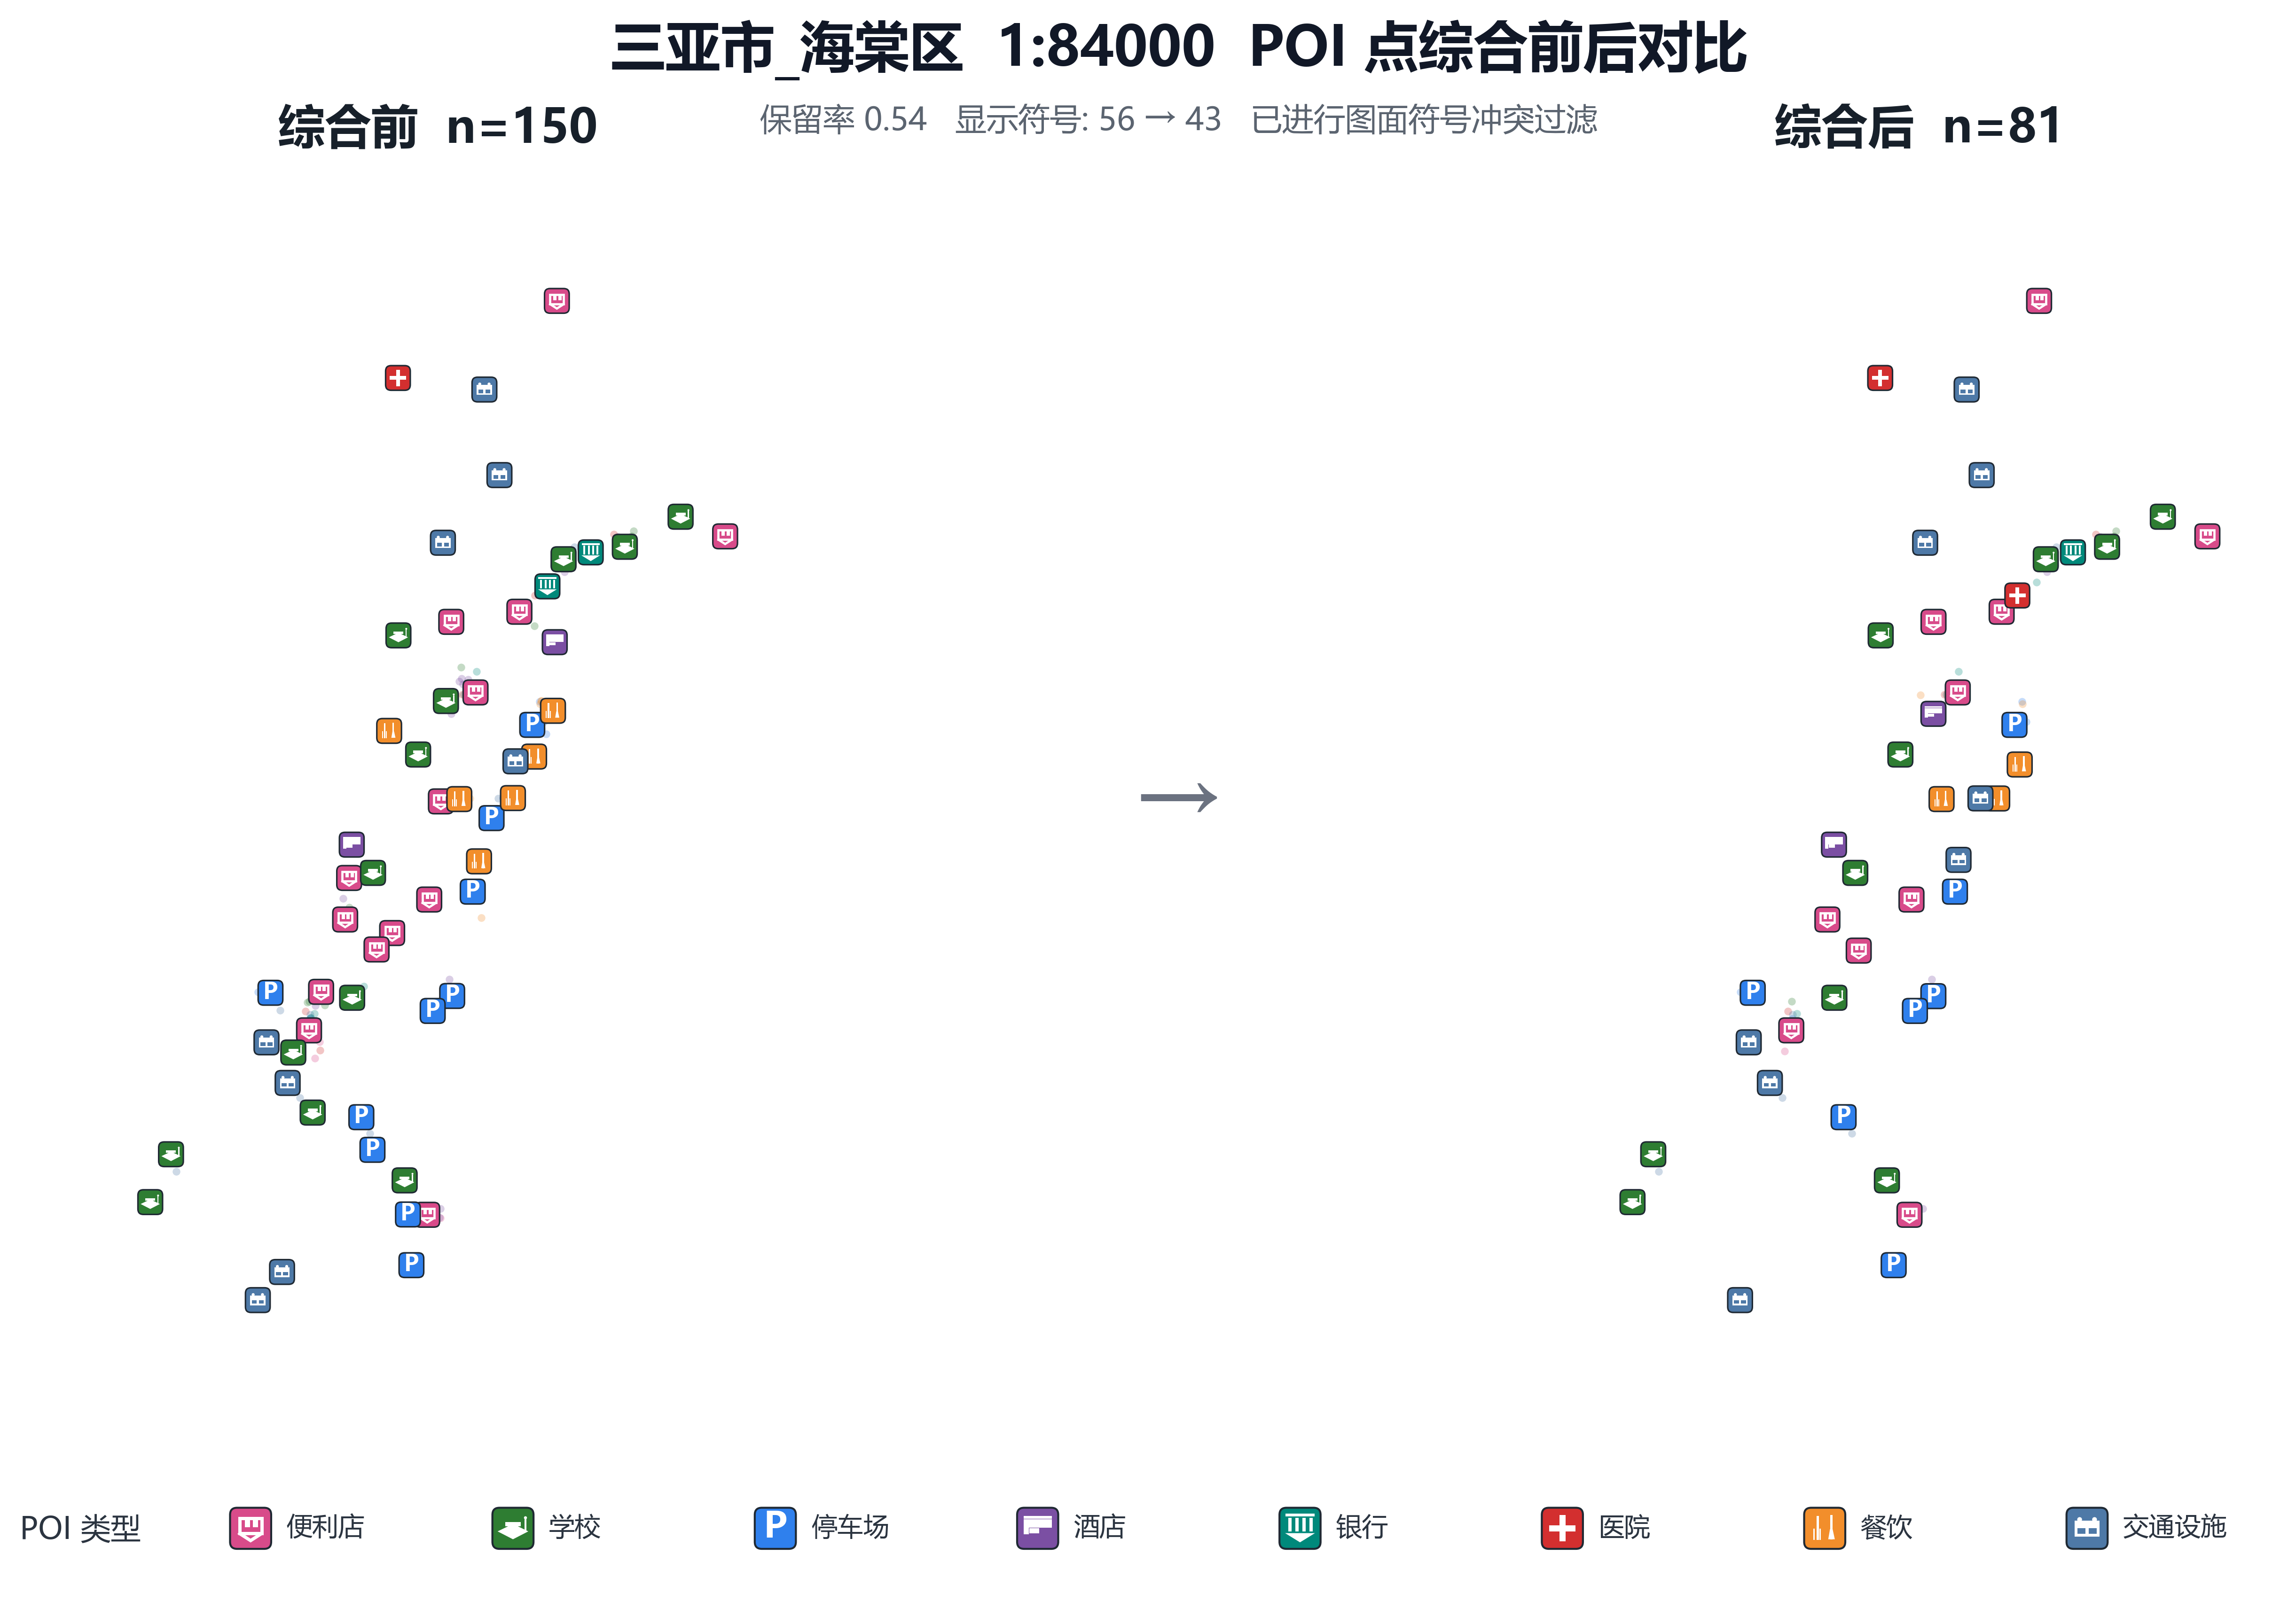 三亚市_海棠区 1:84000 POI 点综合前后对比
综合前 n=150
保留率 0.54 显示符号: 56 → 43 已进行图面符号冲突过滤
综合后 n=81
→
POI 类型
便利店
学校
P 停车场
酒店
银行
医院
餐饮
交通设施